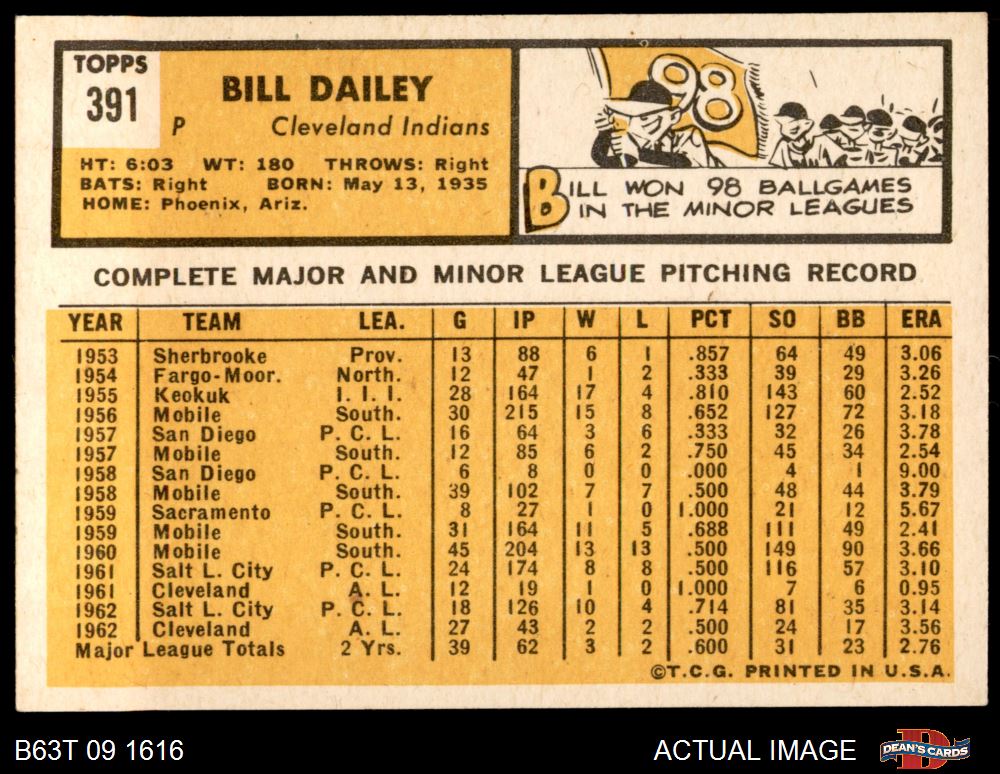 TOPPS
391
BILL DAILEY
P Cleveland Indians
HT: 6:03 WT: 180 THROWS: Right
BATS: Right BORN: May 13, 1935
HOME: Phoenix, Ariz.
98
BILL WON 98 BALLGAMES
IN THE MINOR LEAGUES
COMPLETE MAJOR AND MINOR LEAGUE PITCHING RECORD
YEAR TEAM LEA. G IP W L PCT SO BB ERA
1953 Sherbrooke Prov. 13 88 6 1 .857 64 49 3.06
1954 Fargo-Moor. North. 12 47 1 2 .333 39 29 3.26
1955 Keokuk I. I. I. 28 164 17 4 .810 143 60 2.52
1956 Mobile South. 30 215 15 8 .652 127 72 3.18
1957 San Diego P. C. L. 16 64 3 6 .333 32 26 3.78
1957 Mobile South. 12 85 6 2 .750 45 34 2.54
1958 San Diego P. C. L. 6 8 0 0 .000 4 1 9.00
1958 Mobile South. 39 102 7 7 .500 48 44 3.79
1959 Sacramento P. C. L. 8 27 1 0 1.000 21 12 5.67
1959 Mobile South. 31 164 11 5 .688 111 49 2.41
1960 Mobile South. 45 204 13 13 .500 149 90 3.66
1961 Salt L. City P. C. L. 24 174 8 8 .500 116 57 3.10
1961 Cleveland A. L. 12 19 1 0 1.000 7 6 0.95
1962 Salt L. City P. C. L. 18 126 10 4 .714 81 35 3.14
1962 Cleveland A. L. 27 43 2 2 .500 24 17 3.56
Major League Totals 2 Yrs. 39 62 3 2 .600 31 23 2.76
©T.C.G. PRINTED IN U.S.A.
B63T 09 1616 ACTUAL IMAGE DEAN'S CARDS